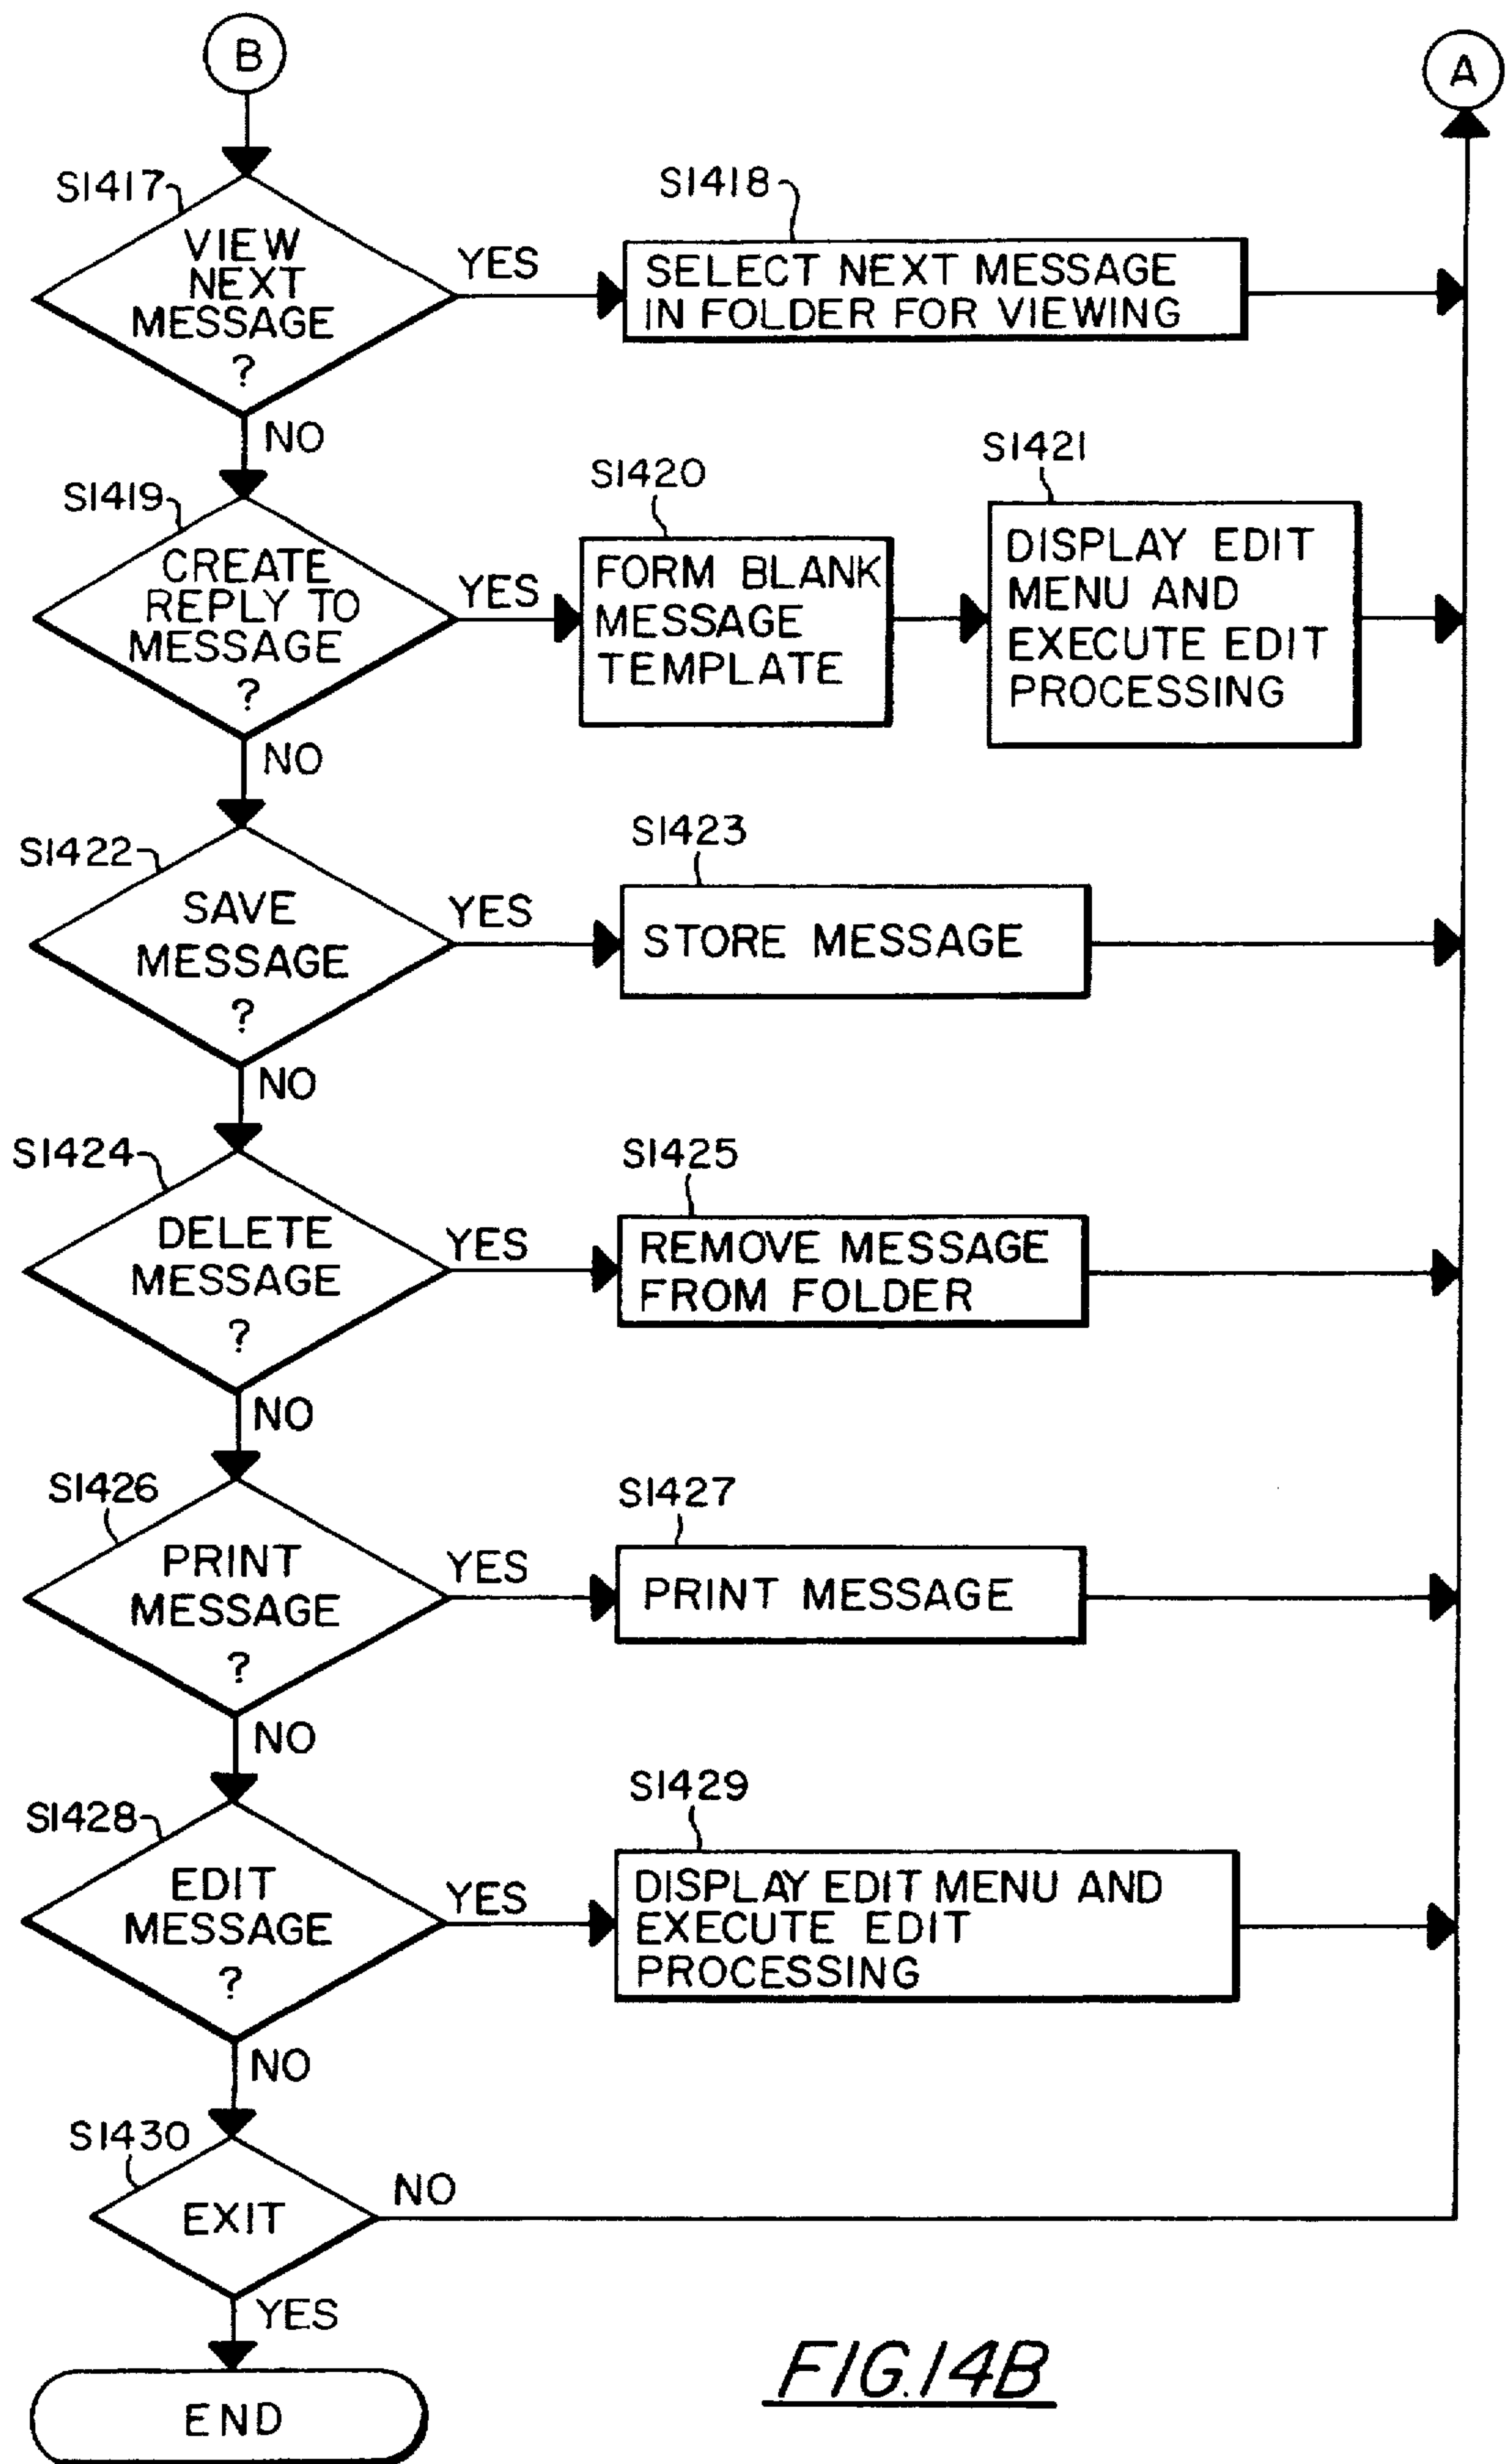 B
A
S1417
VIEW
NEXT
MESSAGE
?
YES
S1418
SELECT NEXT MESSAGE
IN FOLDER FOR VIEWING
NO
S1419
CREATE
REPLY TO
MESSAGE
?
YES
S1420
FORM BLANK
MESSAGE
TEMPLATE
S1421
DISPLAY EDIT
MENU AND
EXECUTE EDIT
PROCESSING
NO
S1422
SAVE
MESSAGE
?
YES
S1423
STORE MESSAGE
NO
S1424
DELETE
MESSAGE
?
YES
S1425
REMOVE MESSAGE
FROM FOLDER
NO
S1426
PRINT
MESSAGE
?
YES
S1427
PRINT MESSAGE
NO
S1428
EDIT
MESSAGE
?
YES
S1429
DISPLAY EDIT MENU AND
EXECUTE EDIT
PROCESSING
NO
S1430
EXIT
NO
YES
END
FIG.14B